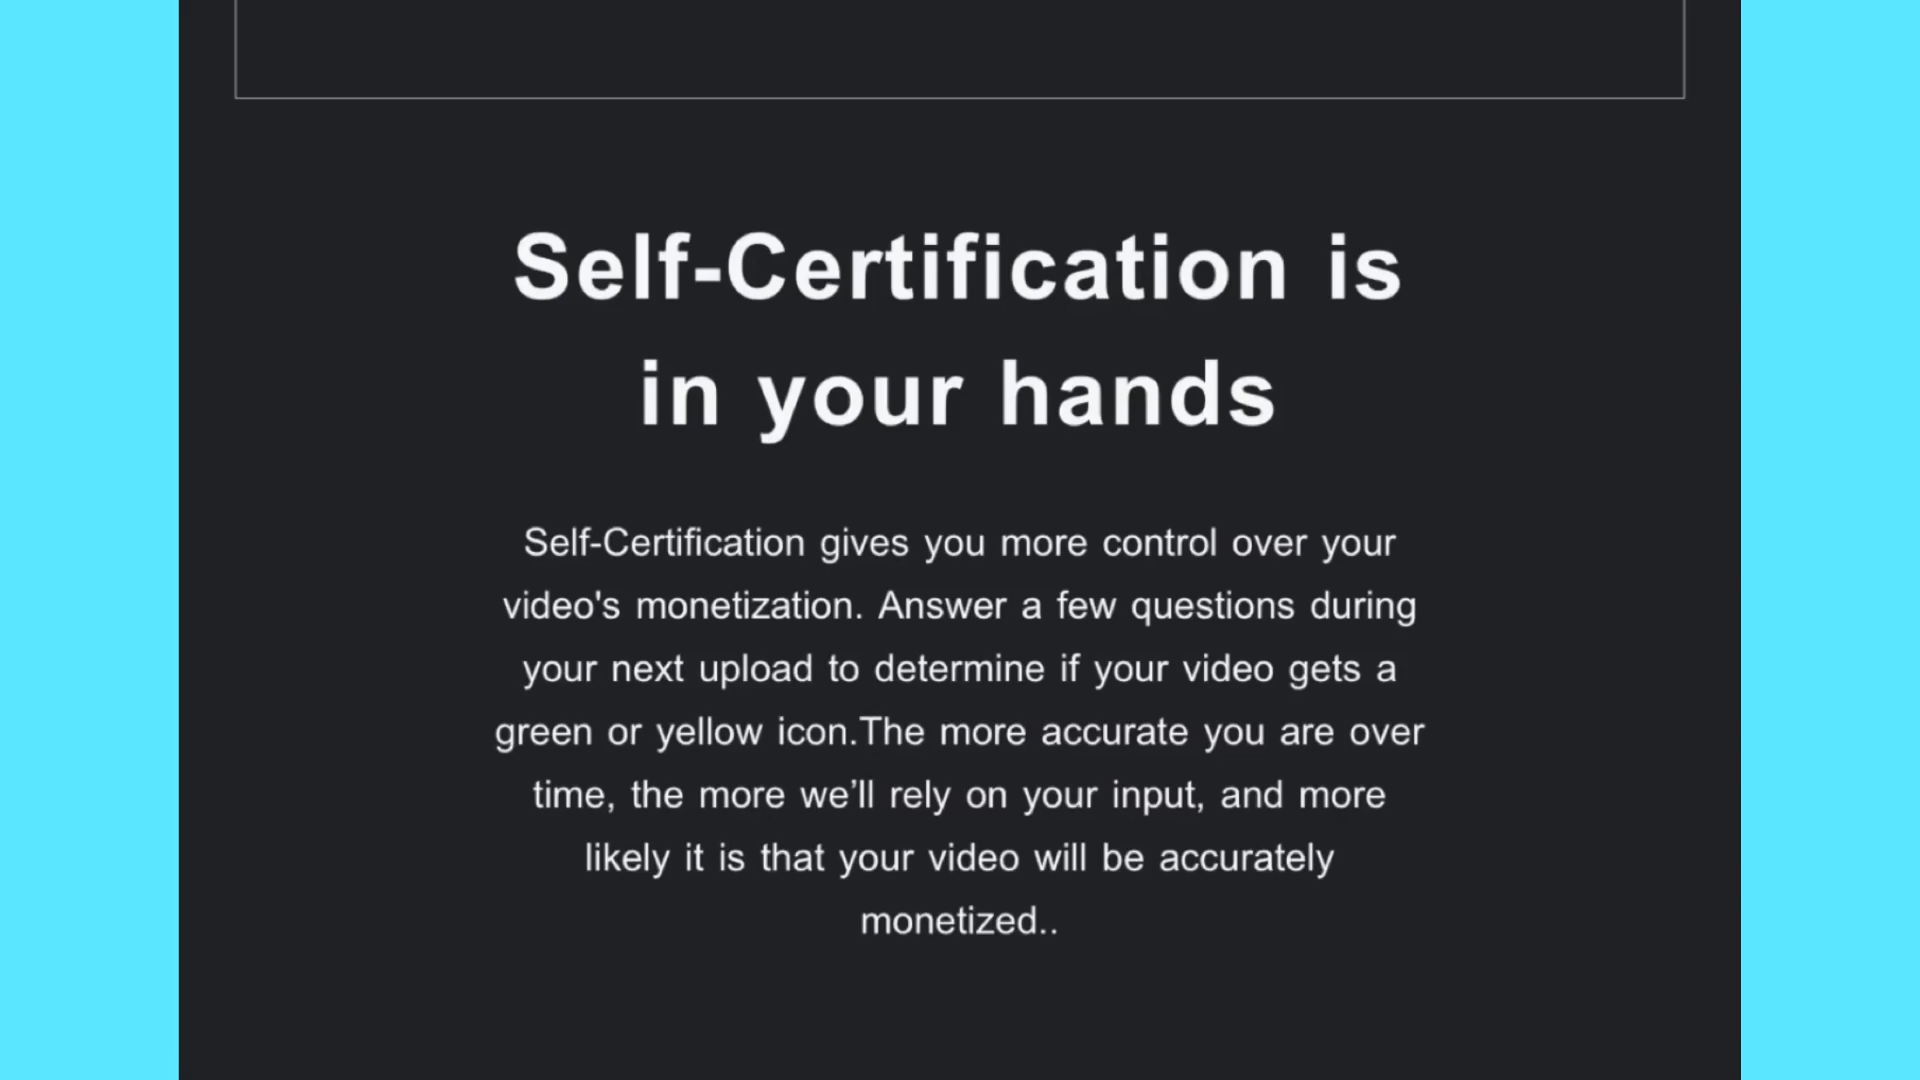 Self-Certification is
in your hands
Self-Certification gives you more control over your
video's monetization. Answer a few questions during
your next upload to determine if your video gets a
green or yellow icon.The more accurate you are over
time, the more we’ll rely on your input, and more
likely it is that your video will be accurately
monetized..